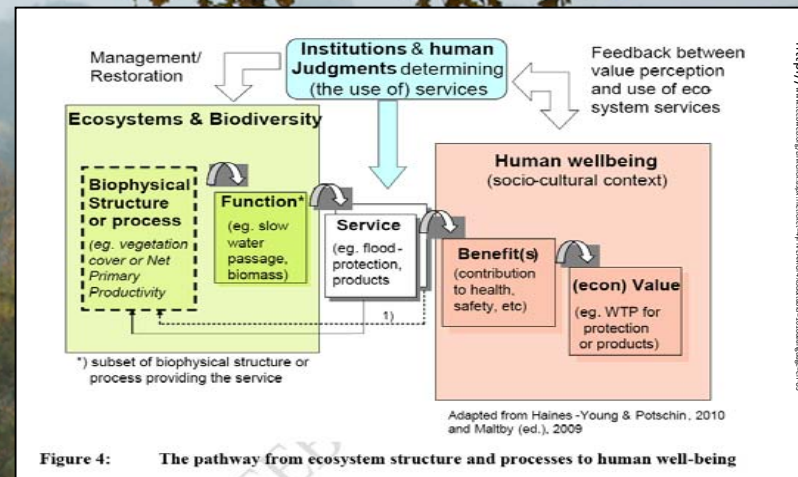 Management/
Restoration
Institutions & human
Judgments determining
(the use of) services
Feedback between
value perception
and use of eco-
system services
Ecosystems & Biodiversity
Biophysical
Structure
or process
(eg. vegetation
cover or Net
Primary
Productivity
Function*
(eg. slow
water
passage,
biomass)
Service
(eg. flood-
protection,
products
1)
Human wellbeing
(socio-cultural context)
Benefit(s)
(contribution
to health,
safety, etc)
(econ) Value
(eg. WTP for
protection
or products)
*) subset of biophysical structure or
process providing the service
Adapted from Haines -Young & Potschin, 2010
and Maltby (ed.), 2009
Figure 4: The pathway from ecosystem structure and processes to human well-being